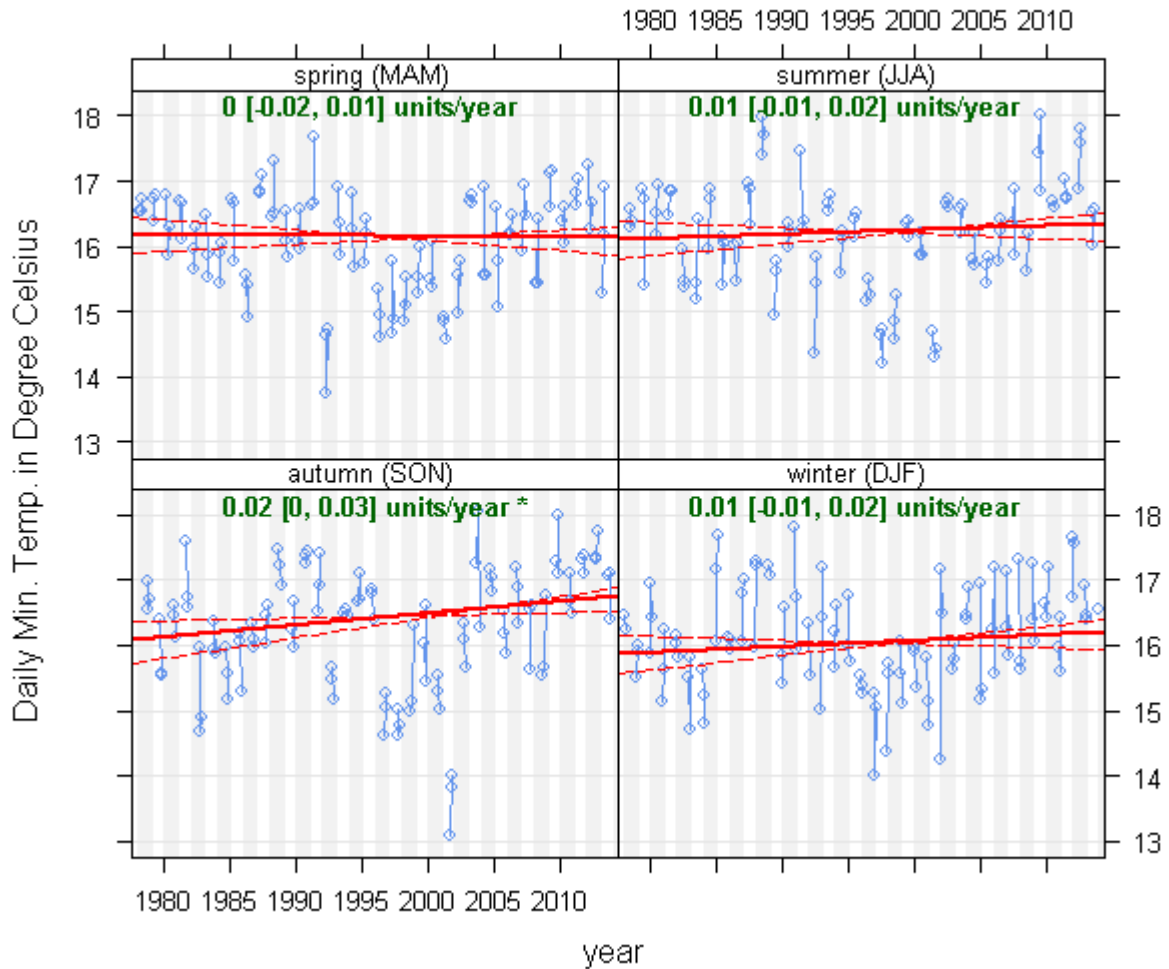 1980 1985 1990 1995 2000 2005 2010
spring (MAM)
summer (JJA)
0 [-0.02, 0.01] units/year
0.01 [-0.01, 0.02] units/year
18
17
16
15
14
13
autumn (SON)
winter (DJF)
0.02 [0, 0.03] units/year *
0.01 [-0.01, 0.02] units/year
18
17
16
15
14
13
Daily Min. Temp. in Degree Celsius
1980 1985 1990 1995 2000 2005 2010
year